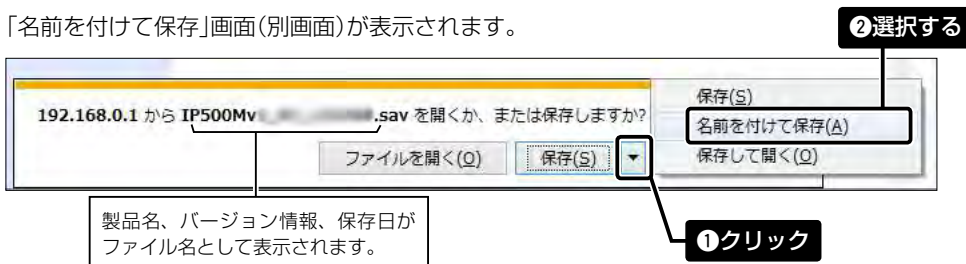 「名前を付けて保存」画面(別画面)が表示されます。
❷選択する
192.168.0.1 から IP500Mv .sav を開くか、または保存しますか?
ファイルを開く(O)
保存(S)
▼
保存(S)
名前を付けて保存(A)
保存して開く(O)
製品名、バージョン情報、保存日が
ファイル名として表示されます。
❶クリック